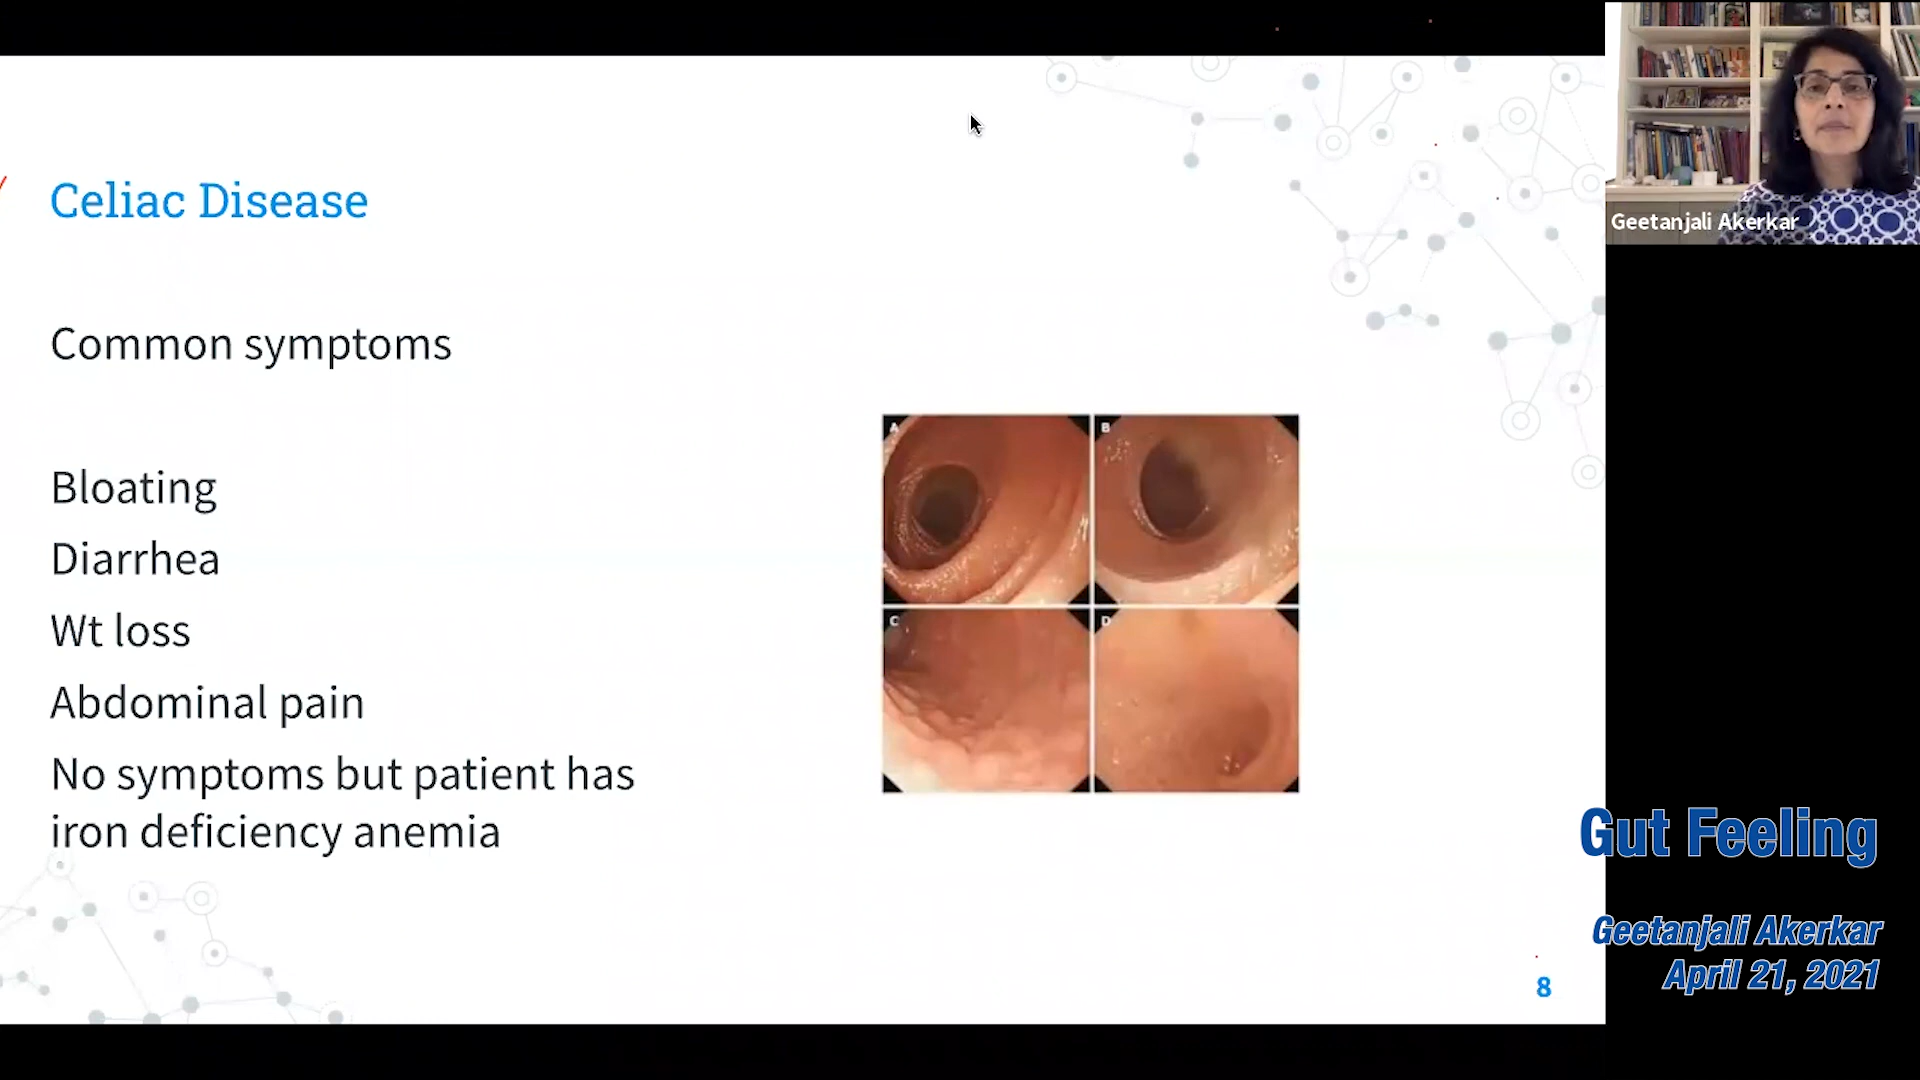 Celiac Disease
Common symptoms
Bloating
Diarrhea
Wt loss
Abdominal pain
No symptoms but patient has
iron deficiency anemia
A
B
C
D
8
Geetanjali Akerkar
Gut Feeling
Geetanjali Akerkar
April 21, 2021